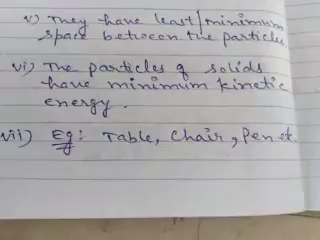 v) They have least/minimum
space between the particles
vi) The particles of solids
have minimum kinetic
energy.
vii) Eg: Table, Chair, Pen etc.